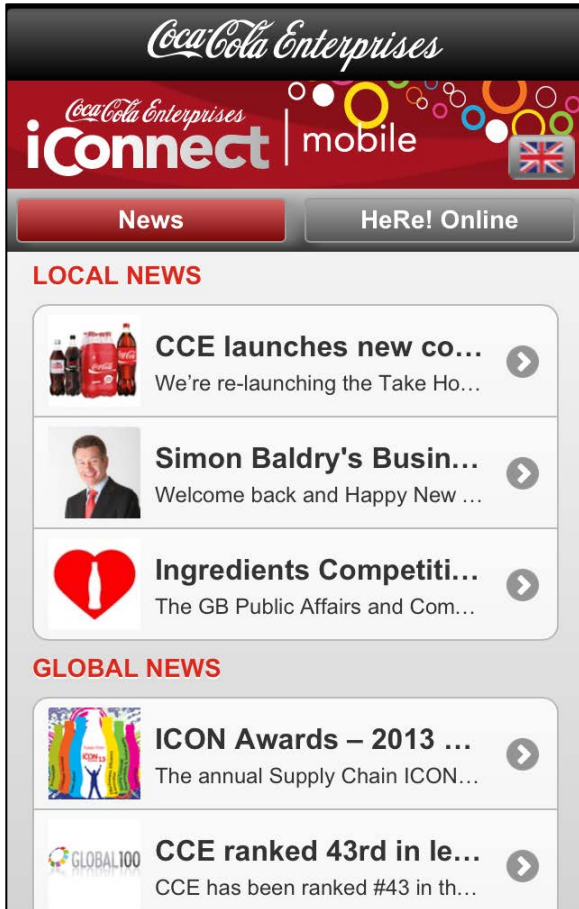 Coca-Cola Enterprises
Coca-Cola Enterprises
iConnect | mobile
News
HeRe! Online
LOCAL NEWS
CCE launches new co...
We're re-launching the Take Ho...
Simon Baldry's Busin...
Welcome back and Happy New ...
Ingredients Competiti...
The GB Public Affairs and Com...
GLOBAL NEWS
ICON Awards – 2013 ...
The annual Supply Chain ICON...
GLOBAL100
CCE ranked 43rd in le...
CCE has been ranked #43 in th...